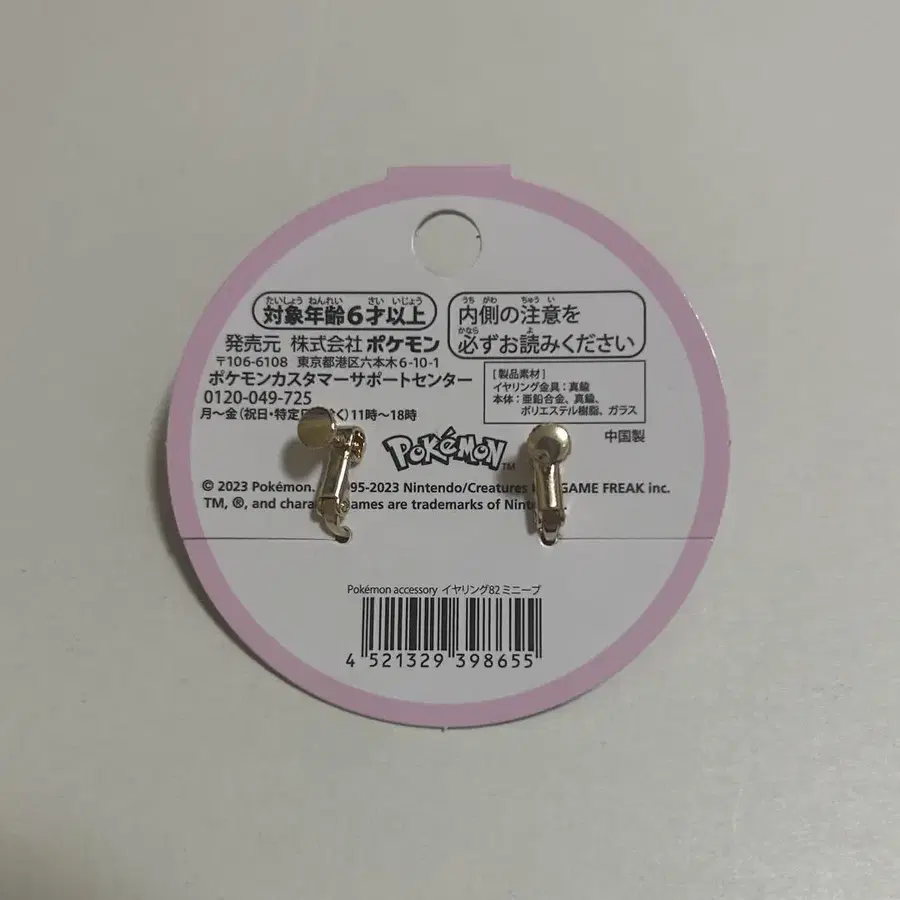 たいしょう ねんれい さい いじょう
対象年齢6才以上
発売元 株式会社 ポケモン
〒106-6108 東京都港区六本木6-10-1
ポケモンカスタマーサポートセンター
0120-049-725
月～金(祝日・特定日 く)11時～18時
うち がわ ちゅう い
内側の注意を
かなら よ
必ずお読みください
[製品素材]
イヤリング金具:真鍮
本体:亜鉛合金、真鍮、
ポリエステル樹脂、ガラス
中国製
POKéMON TM
© 2023 Pokémon. 95-2023 Nintendo/Creatures GAME FREAK inc.
TM, ®, and games are trademarks of
Pokémon accessory イヤリング82 ミニーブ
4 521329 398655